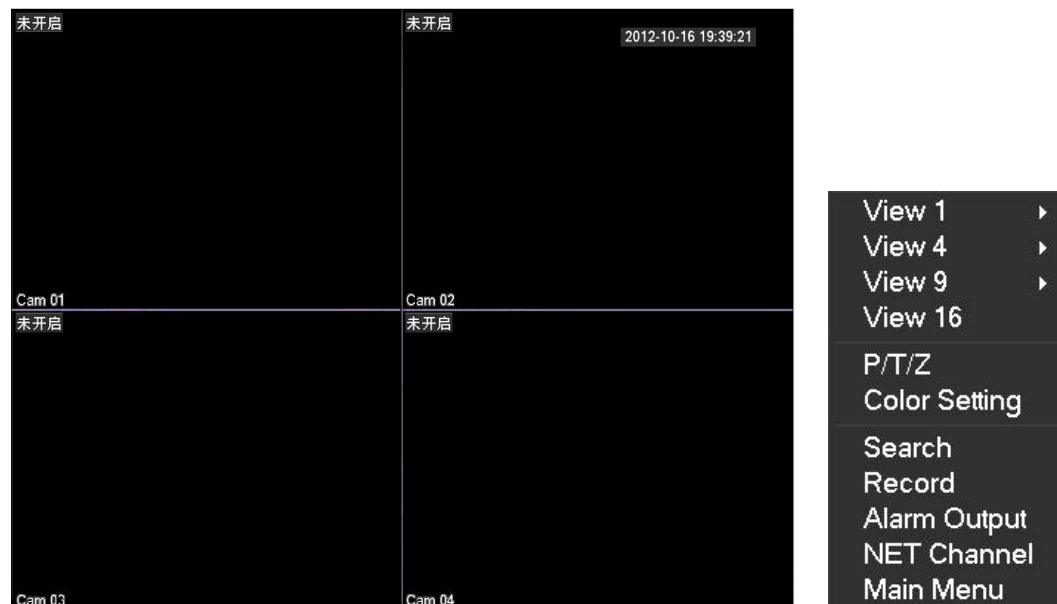 未开启
未开启
2012-10-16 19:39:21
Cam 01
Cam 02
未开启
未开启
Cam 03
Cam 04
View 1
View 4
View 9
View 16
P/T/Z
Color Setting
Search
Record
Alarm Output
NET Channel
Main Menu